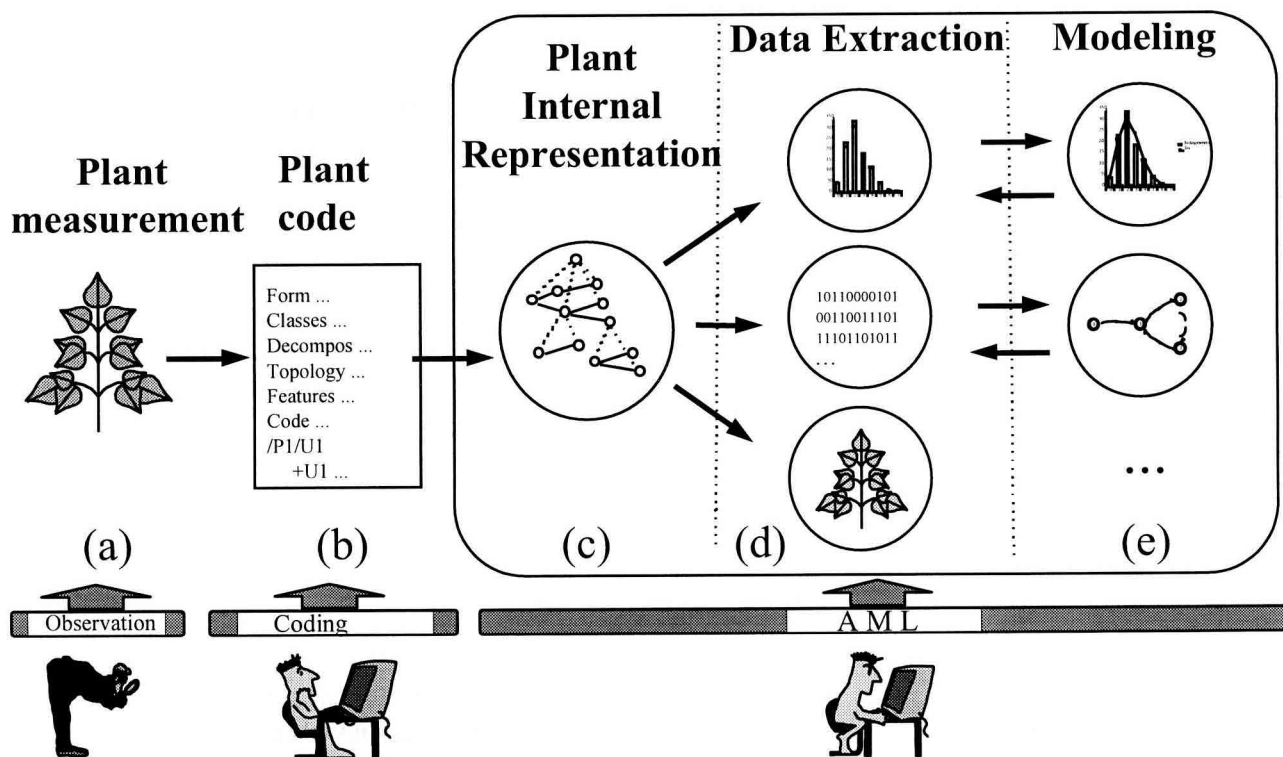 Plant
measurement
Plant
code
Plant
Internal
Representation
Data Extraction
Modeling
Form ...
Classes ...
Decompos ...
Topology ...
Features ...
Code ...
/P1/U1
+U1 ...
10110000101
00110011101
11101101011
...
...
(a)
(b)
(c)
(d)
(e)
Observation
Coding
A M L